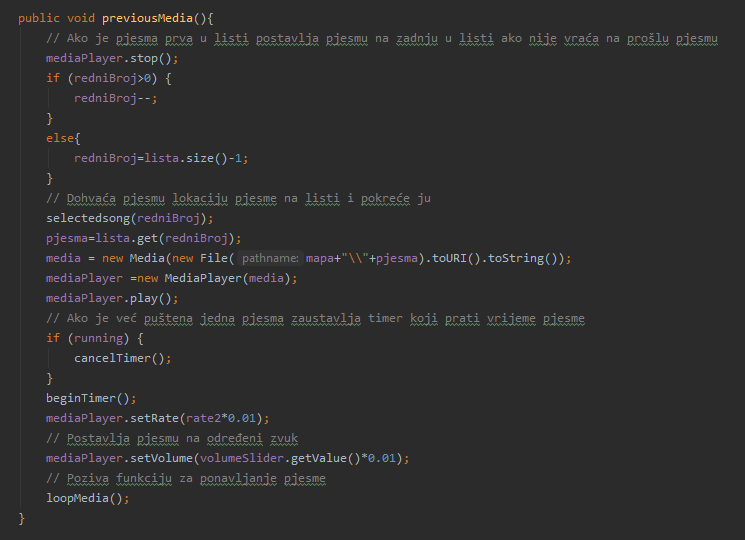 public void previousMedia(){
// Ako je pjesma prva u listi postavlja pjesmu na zadnju u listi ako nije vraća na prošlu pjesmu
mediaPlayer.stop();
if (redniBroj>0) {
redniBroj--;
}
else{
redniBroj=lista.size()-1;
}
// Dohvaća pjesmu lokaciju pjesme na listi i pokreće ju
selectedsong(redniBroj);
pjesma=lista.get(redniBroj);
media = new Media(new File( pathname: mapa+"\\"+pjesma).toURI().toString());
mediaPlayer =new MediaPlayer(media);
mediaPlayer.play();
// Ako je već puštena jedna pjesma zaustavlja timer koji prati vrijeme pjesme
if (running) {
cancelTimer();
}
beginTimer();
mediaPlayer.setRate(rate2*0.01);
// Postavlja pjesmu na određeni zvuk
mediaPlayer.setVolume(volumeSlider.getValue()*0.01);
// Poziva funkciju za ponavljanje pjesme
loopMedia();
}